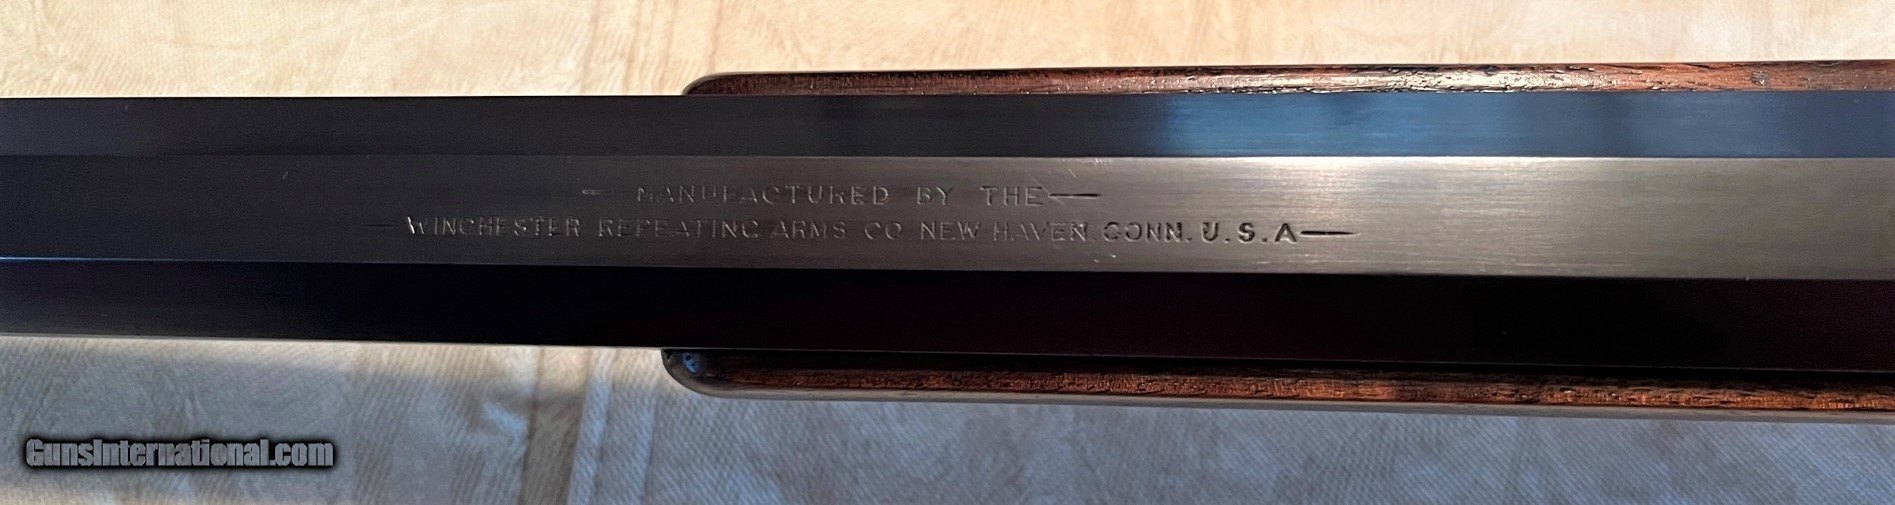 — MANUFACTURED BY THE —
— WINCHESTER REPEATING ARMS CO. NEW HAVEN. CONN. U.S.A —
GunsInternational.com